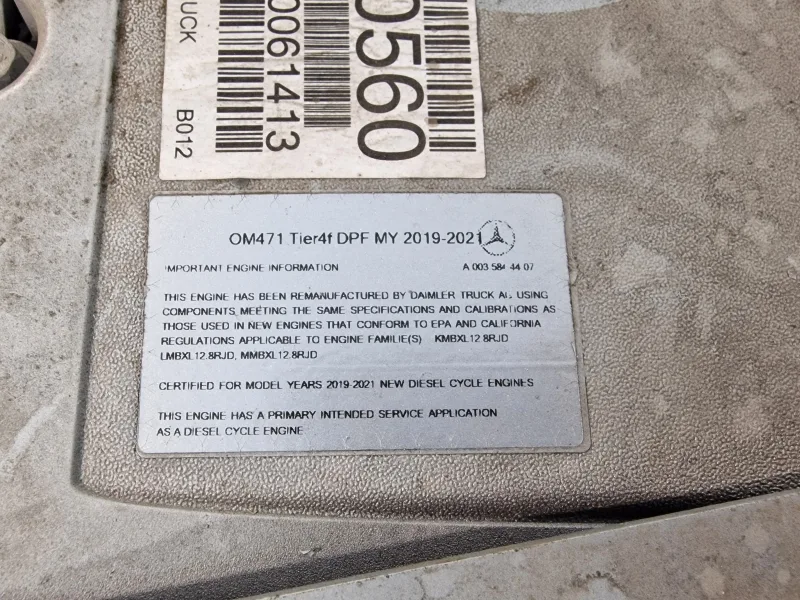 UCK
B012
0061413
0560
OM471 Tier4f DPF MY 2019-2021
IMPORTANT ENGINE INFORMATION
A 003 584 44 07
THIS ENGINE HAS BEEN REMANUFACTURED BY DAIMLER TRUCK AG, USING
COMPONENTS MEETING THE SAME SPECIFICATIONS AND CALIBRATIONS AS
THOSE USED IN NEW ENGINES THAT CONFORM TO EPA AND CALIFORNIA
REGULATIONS APPLICABLE TO ENGINE FAMILIE(S) KMBXL12.8RJD
LMBXL12.8RJD, MMBXL12.8RJD
CERTIFIED FOR MODEL YEARS 2019-2021 NEW DIESEL CYCLE ENGINES
THIS ENGINE HAS A PRIMARY INTENDED SERVICE APPLICATION
AS A DIESEL CYCLE ENGINE